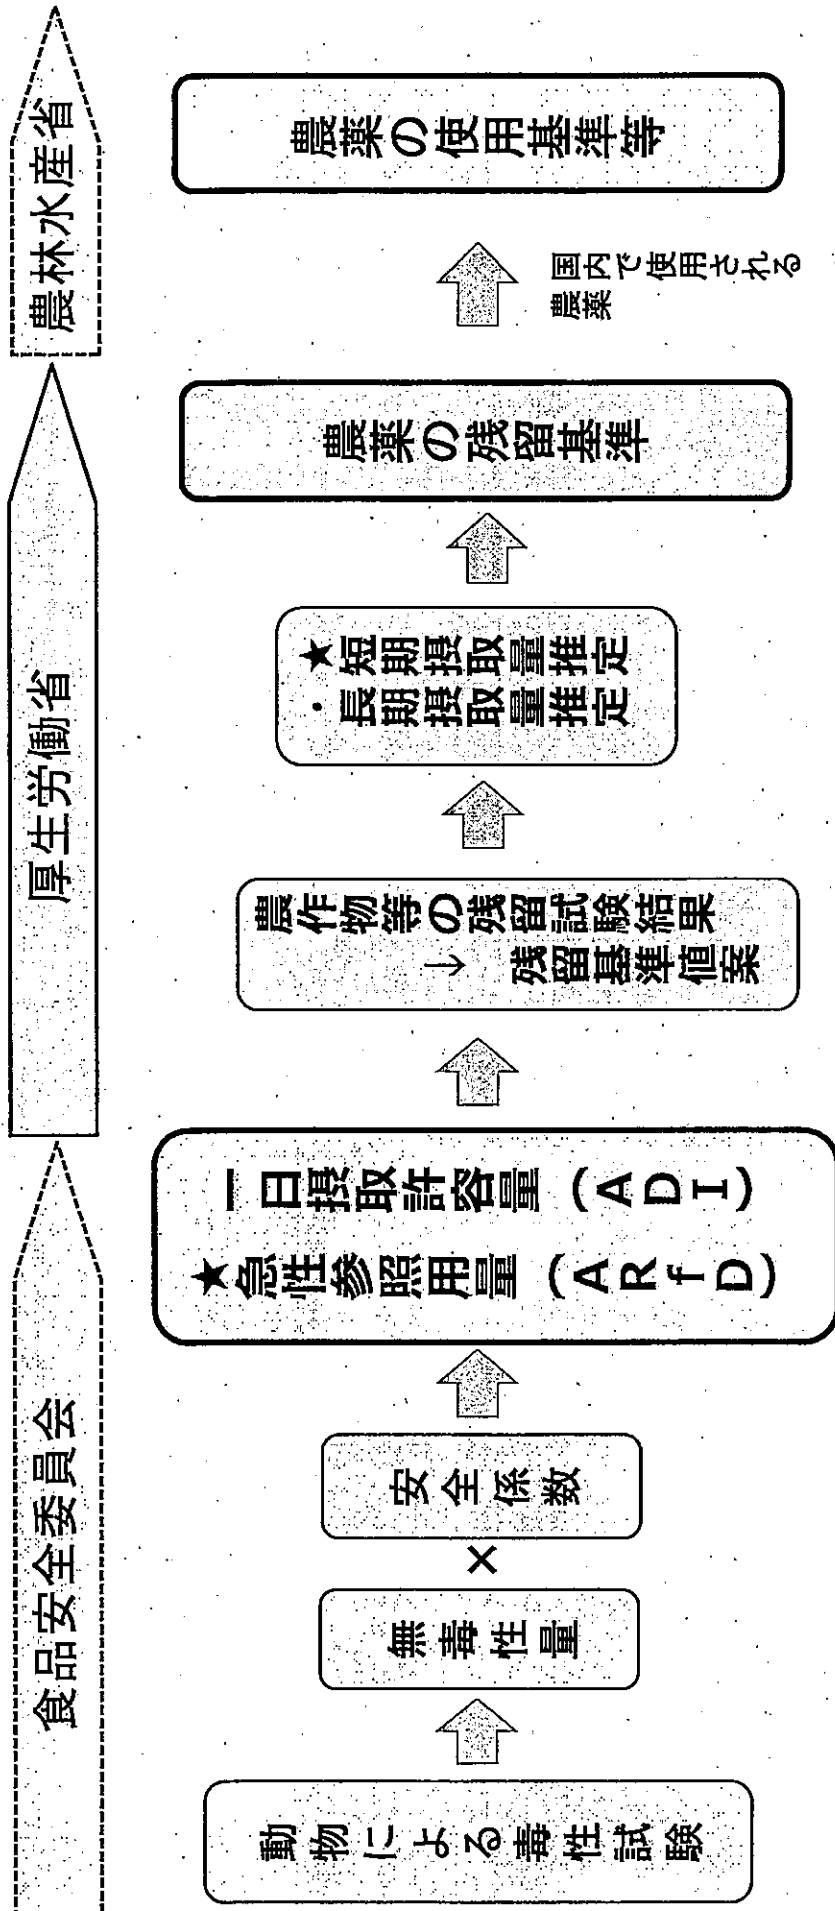 食品安全委員会
厚生労働省
農林水産省
動物による毒性試験
無毒性量
×
安全係数
一日摂取許容量（ＡＤＩ）
★急性参照用量（ＡＲｆＤ）
農作物等の残留試験結果
→ 残留基準値案
★短期摂取量推定
・長期摂取量推定
農薬の残留基準
国内で使用される
農薬
農薬の使用基準等